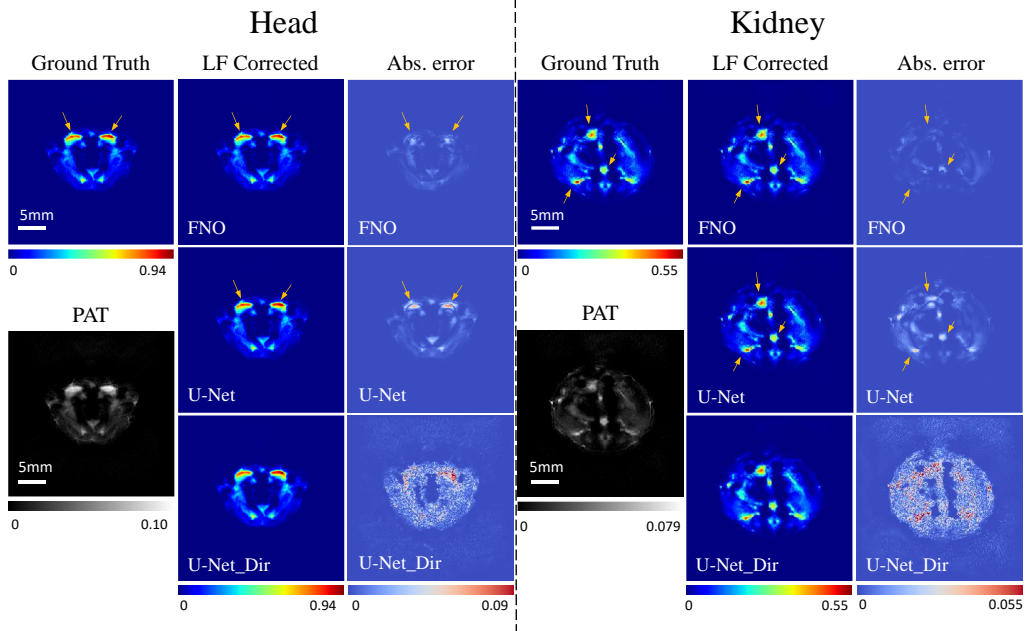 Head
Kidney
Ground Truth
LF Corrected
Abs. error
Ground Truth
LF Corrected
Abs. error
5mm
FNO
FNO
5mm
FNO
FNO
0
0.94
0
0.55
PAT
U-Net
U-Net
PAT
U-Net
U-Net
5mm
5mm
0
0.10
0
0.079
U-Net_Dir
U-Net_Dir
U-Net_Dir
U-Net_Dir
0
0.94
0
0.09
0
0.55
0
0.055